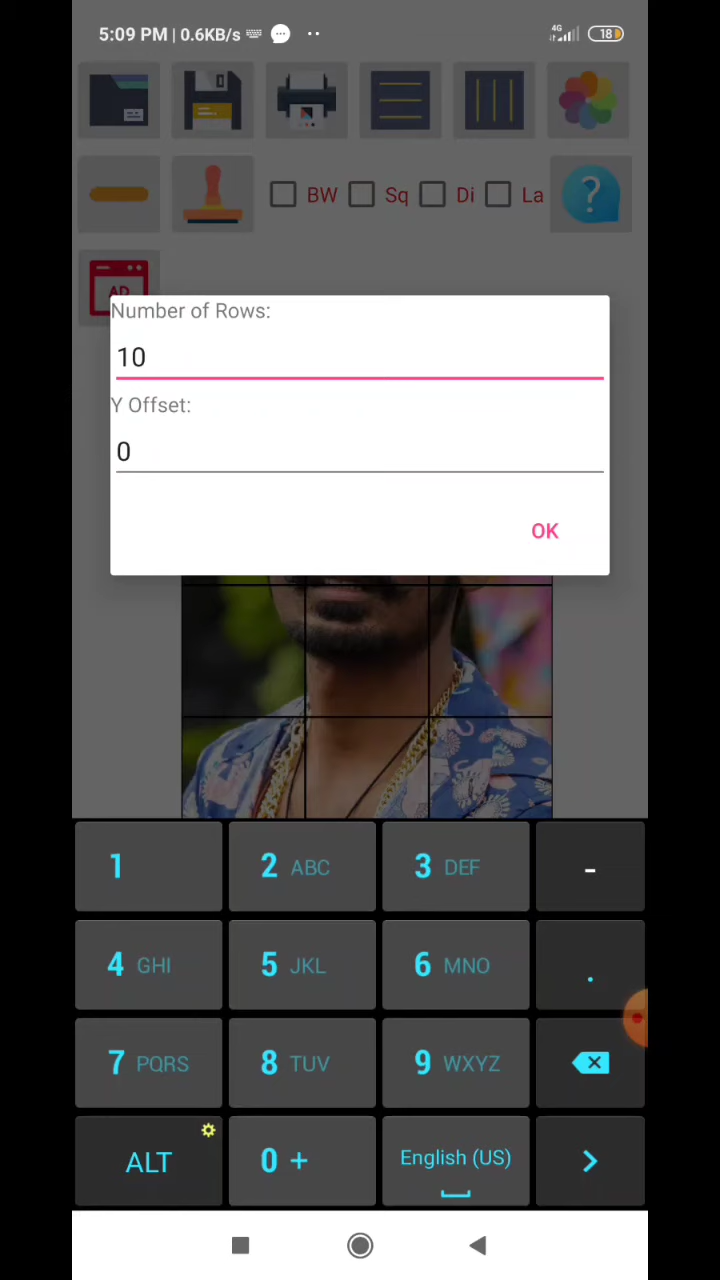 5:09 PM | 0.6KB/s
4G
18
BW Sq Di La
?
AD
Number of Rows:
10
Y Offset:
0
OK
1
2 ABC
3 DEF
-
4 GHI
5 JKL
6 MNO
.
7 PQRS
8 TUV
9 WXYZ
ALT
0 +
English (US)